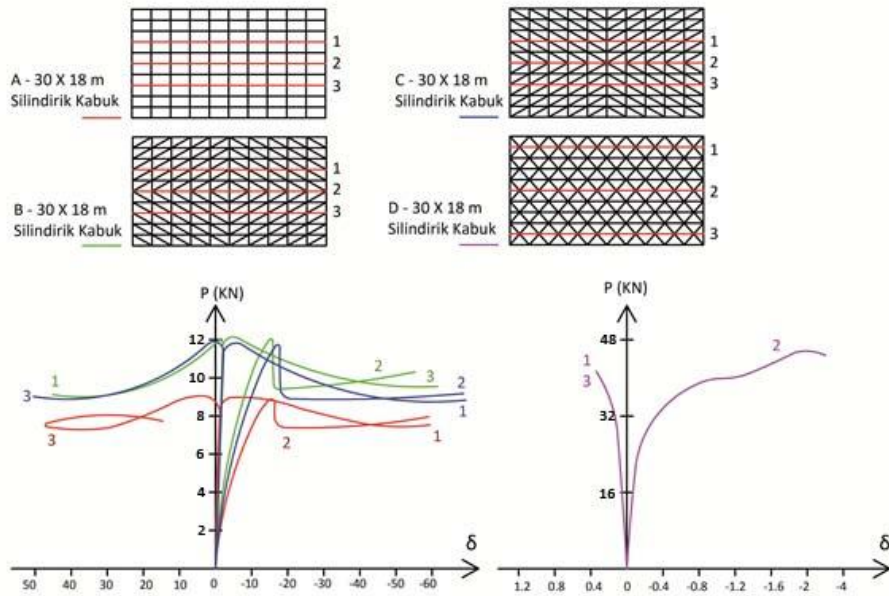 1
2
3
A - 30 X 18 m
Silindirik Kabuk
1
2
3
C - 30 X 18 m
Silindirik Kabuk
1
2
3
B - 30 X 18 m
Silindirik Kabuk
1
2
3
D - 30 X 18 m
Silindirik Kabuk
P (KN)
12
10
8
6
4
2
1
3
3
2
3
2
1
2
1
δ
50 40 30 20 10 0 -10 -20 -30 -40 -50 -60
P (KN)
48
32
16
1
3
2
δ
1.2 0.8 0.4 0 -0.4 -0.8 -1.2 -1.6 -2 -4